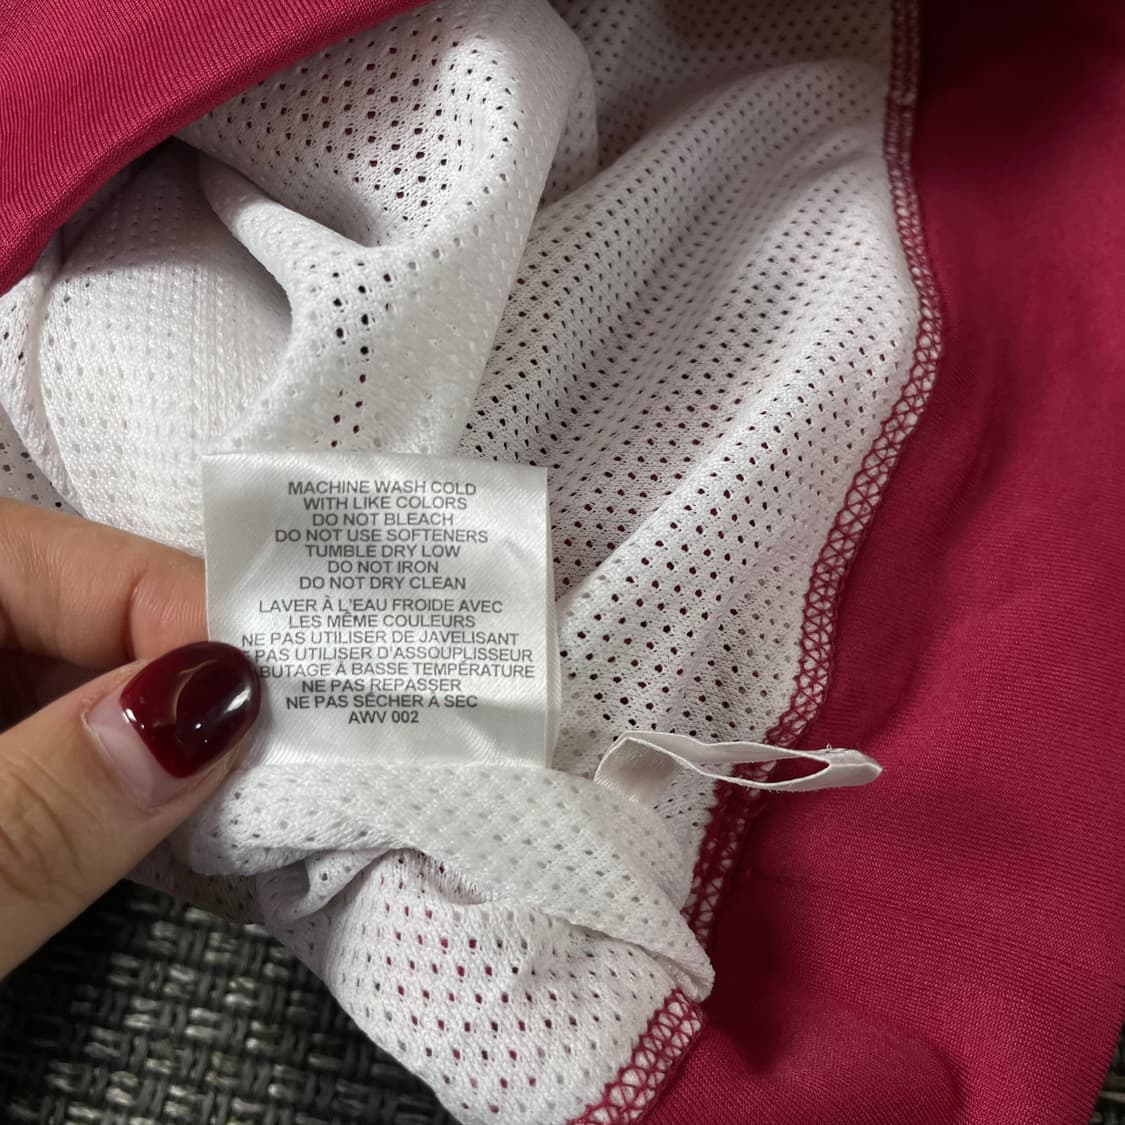 MACHINE WASH COLD
WITH LIKE COLORS
DO NOT BLEACH
DO NOT USE SOFTENERS
TUMBLE DRY LOW
DO NOT IRON
DO NOT DRY CLEAN
LAVER À L'EAU FROIDE AVEC
LES MÊME COULEURS
NE PAS UTILISER DE JAVELISANT
PAS UTILISER D'ASSOUPLISSEUR
À BASSE TEMPÉRATURE
NE PAS REPASSER
NE PAS SÉCHER À SEC
AWV 002